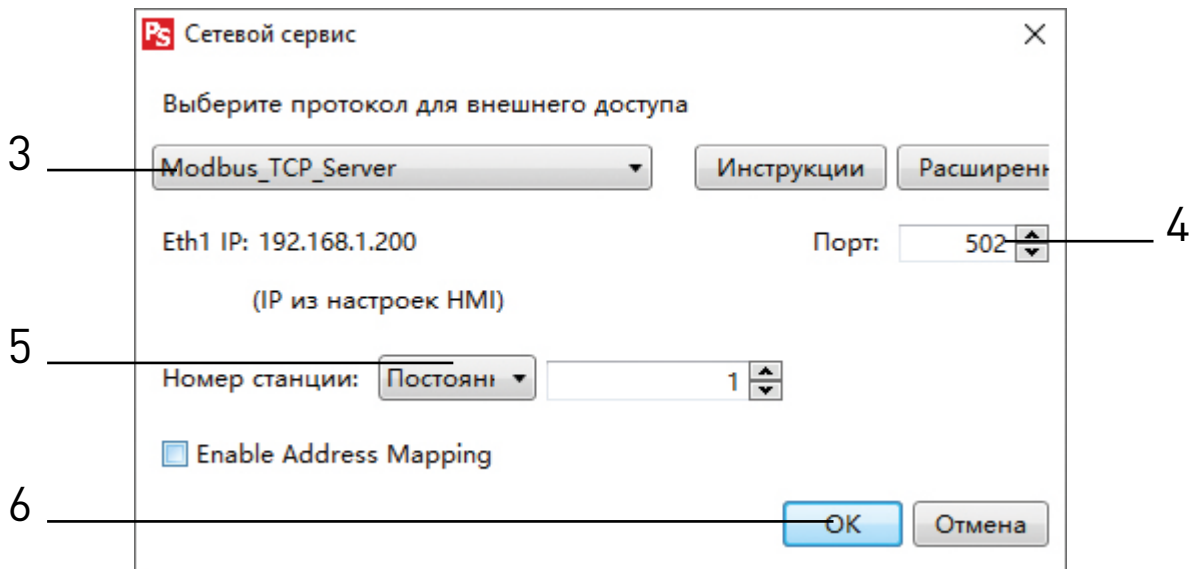 PS Сетевой сервис
Выберите протокол для внешнего доступа
3 Modbus_TCP_Server Инструкции Расширенн
Eth1 IP: 192.168.1.200 Порт: 502 4
(IP из настроек HMI)
5
Номер станции: Постоянн 1
Enable Address Mapping
6 OK Отмена